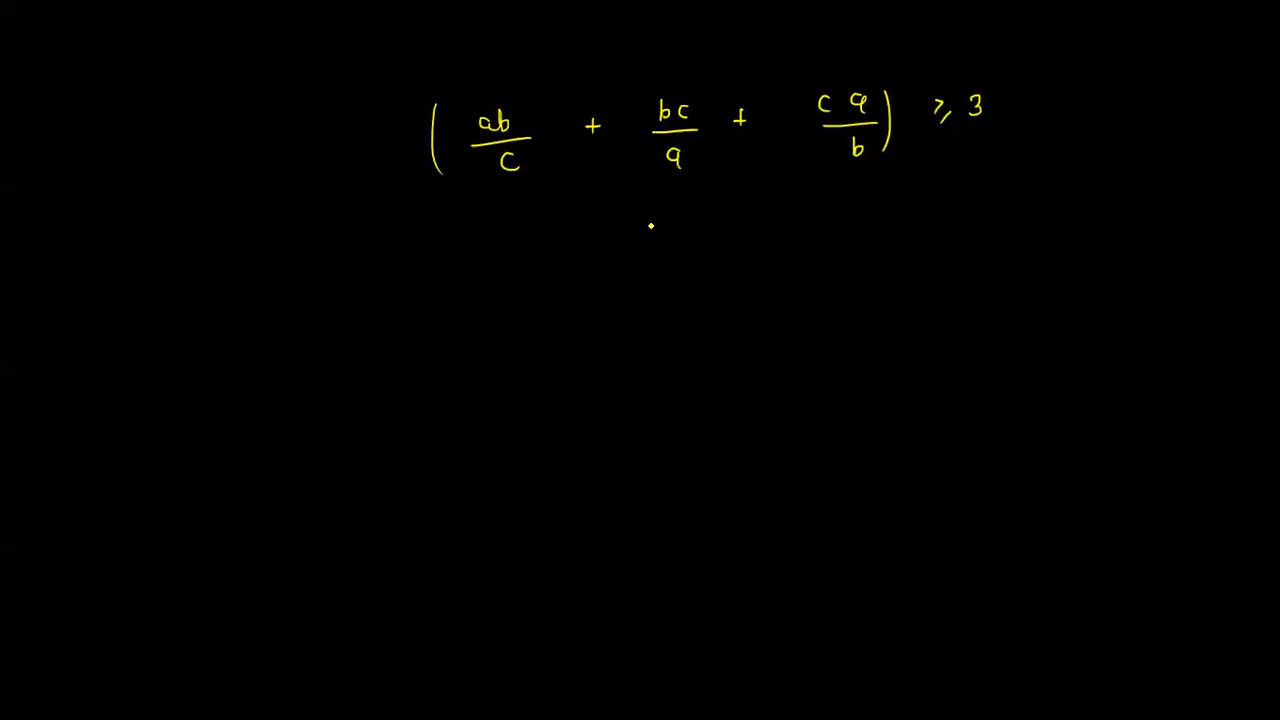 ( ab/c + bc/a + ca/b ) ⩾ 3